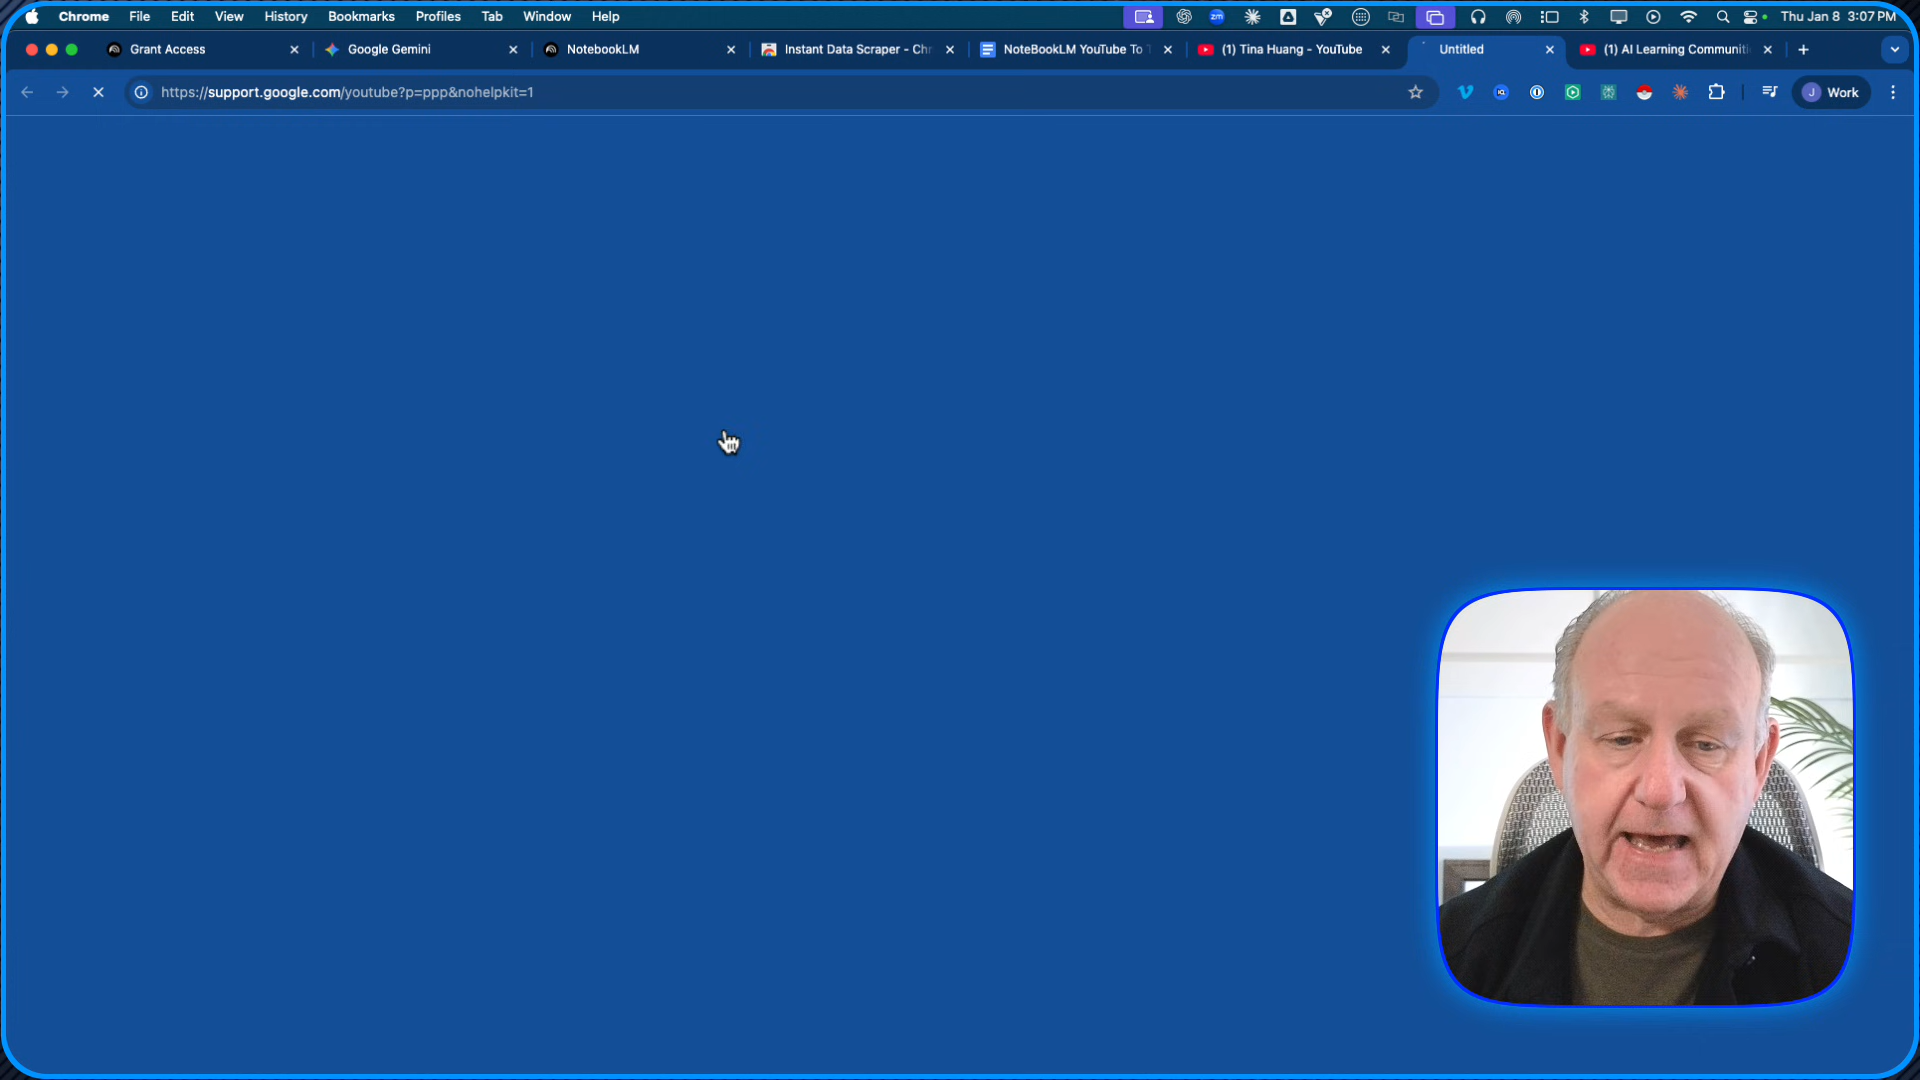 Chrome File Edit View History Bookmarks Profiles Tab Window Help zm Thu Jan 8 3:07 PM
Grant Access Google Gemini NotebookLM Instant Data Scraper - Chr NoteBookLM YouTube To T (1) Tina Huang - YouTube Untitled (1) AI Learning Communiti
https://support.google.com/youtube?p=ppp&nohelpkit=1 J Work